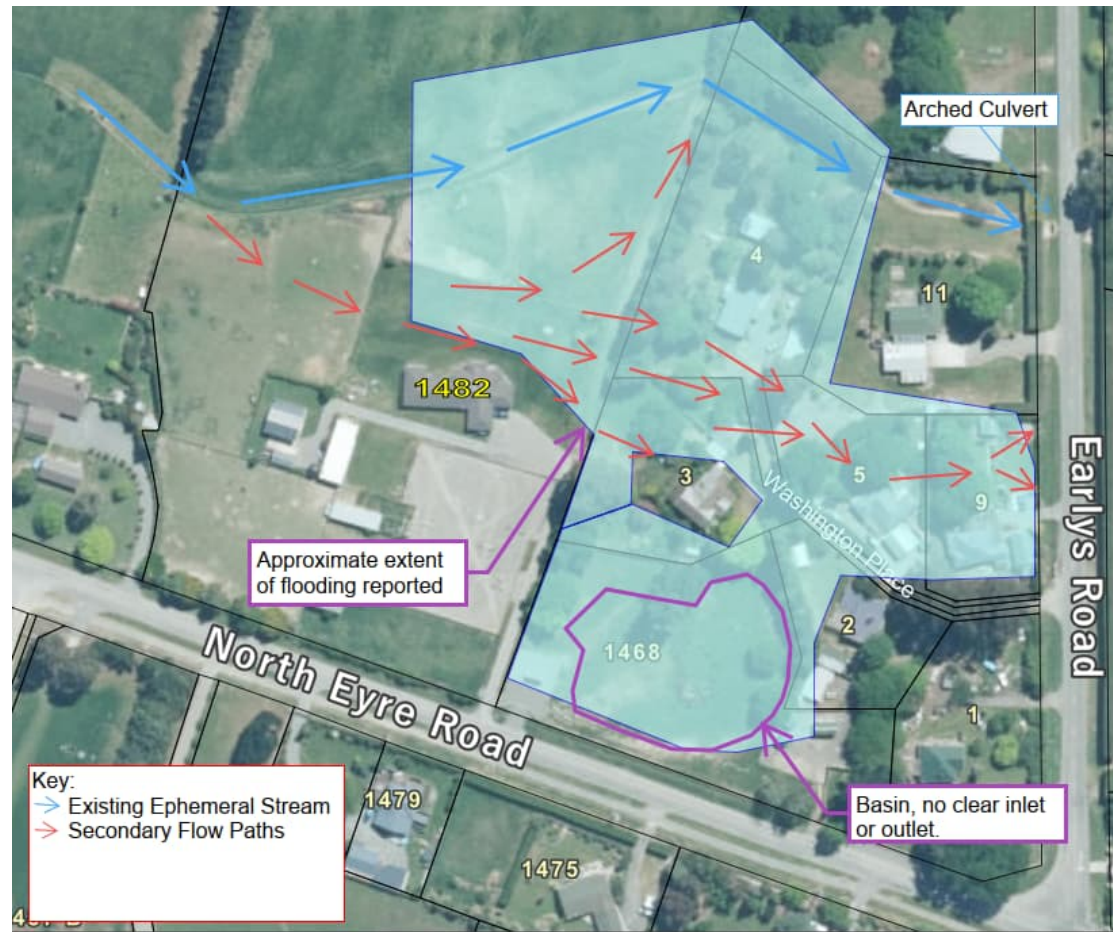 Arched Culvert
4
11
1482
3
5
9
Washington Place
Earlys Road
Approximate extent
of flooding reported
1468
2
1
North Eyre Road
Key:
Existing Ephemeral Stream
Secondary Flow Paths
1479
1475
Basin, no clear inlet
or outlet.